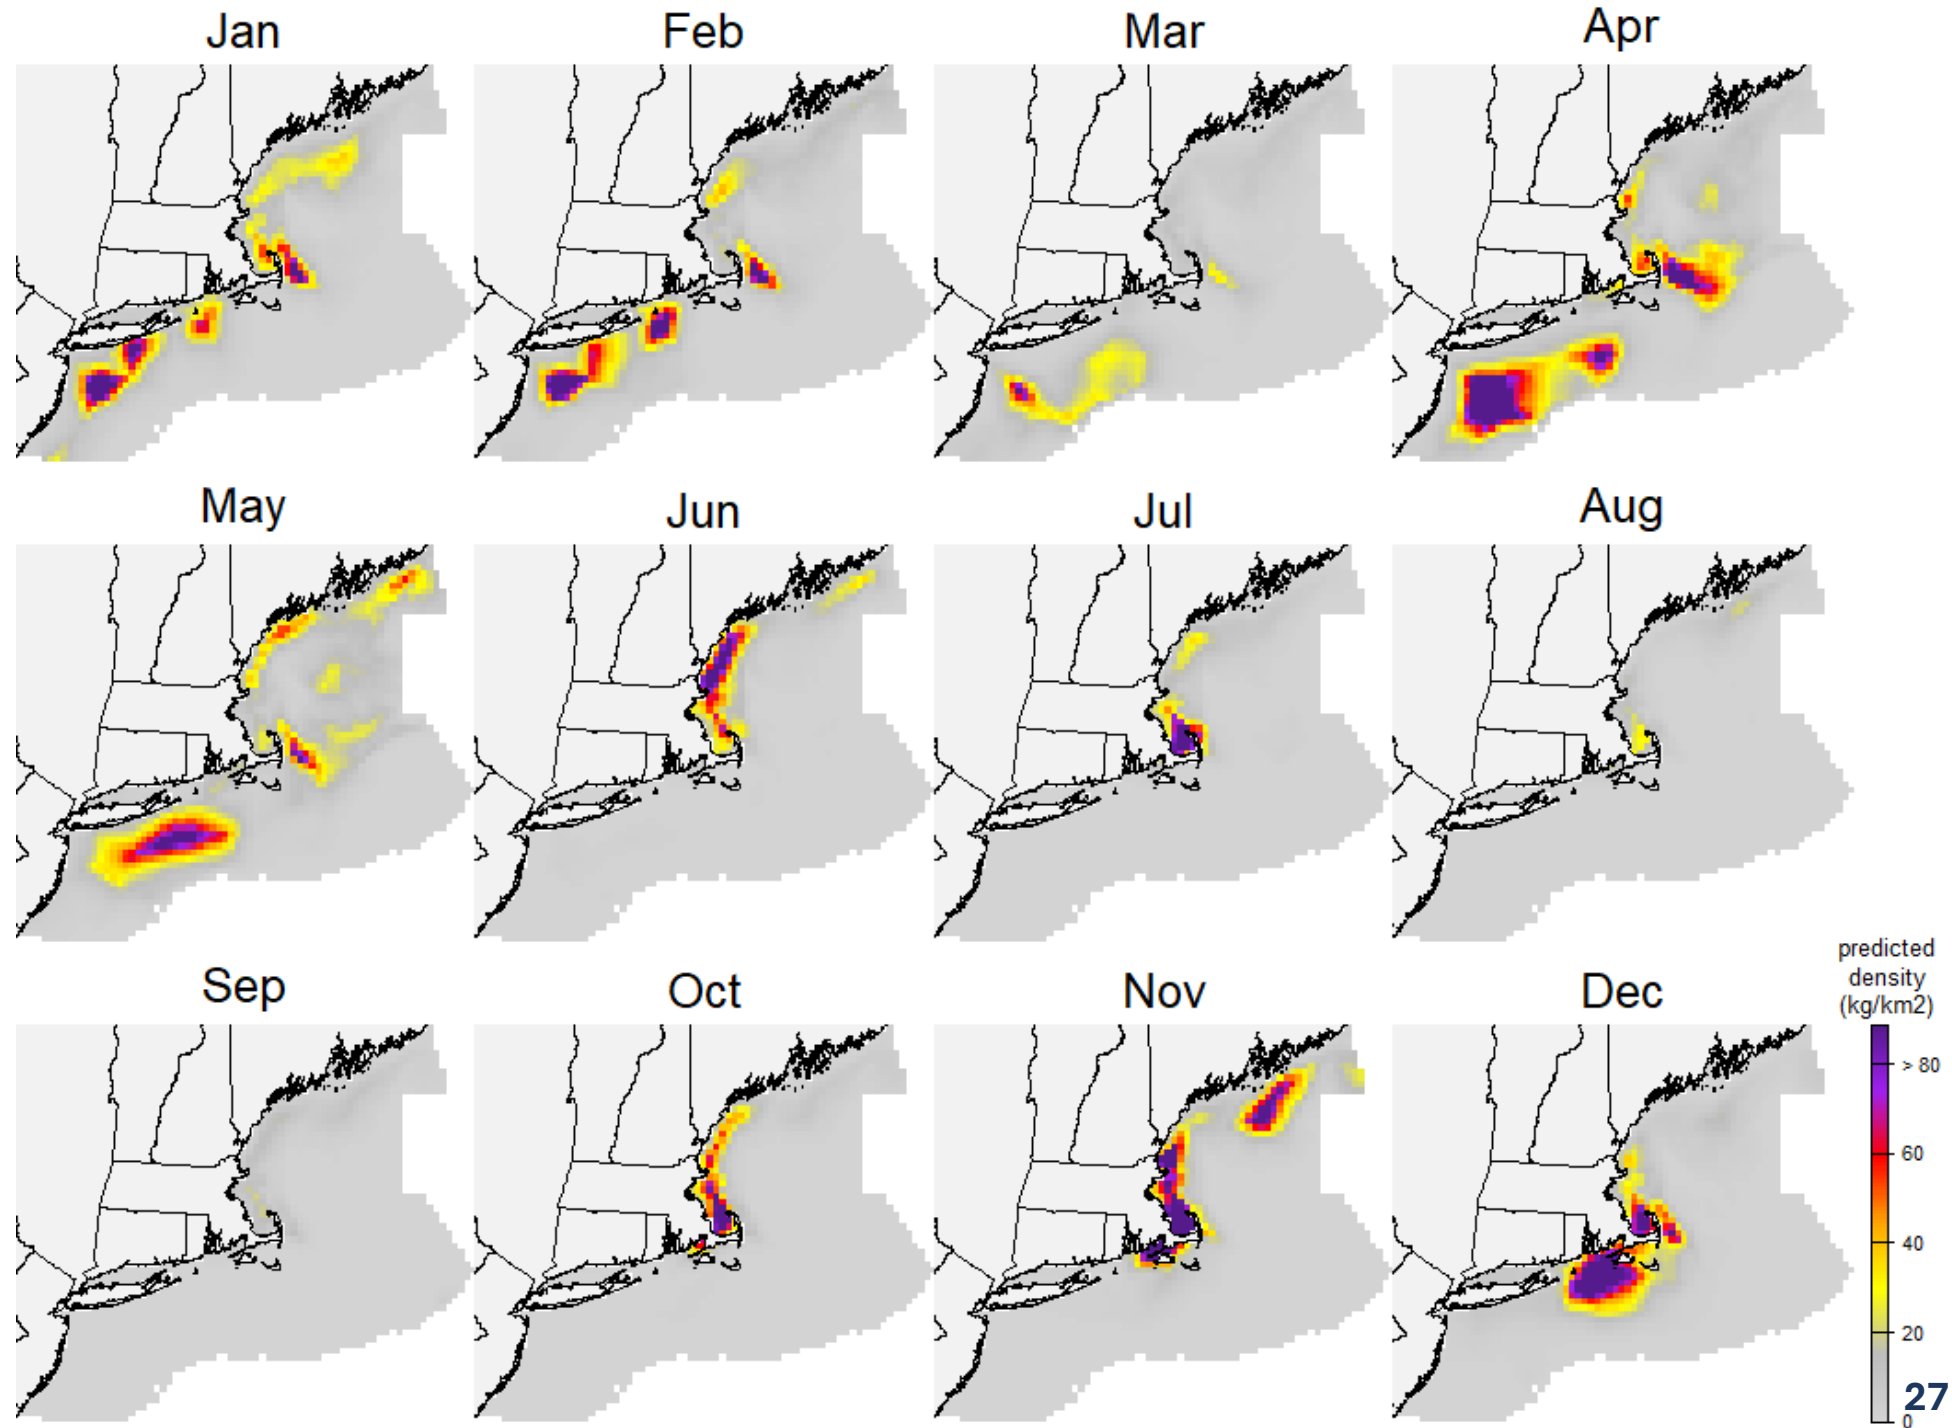 Jan
Feb
Mar
Apr
May
Jun
Jul
Aug
Sep
Oct
Nov
Dec
predicted
density
(kg/km2)
> 80
60
40
20
0
27